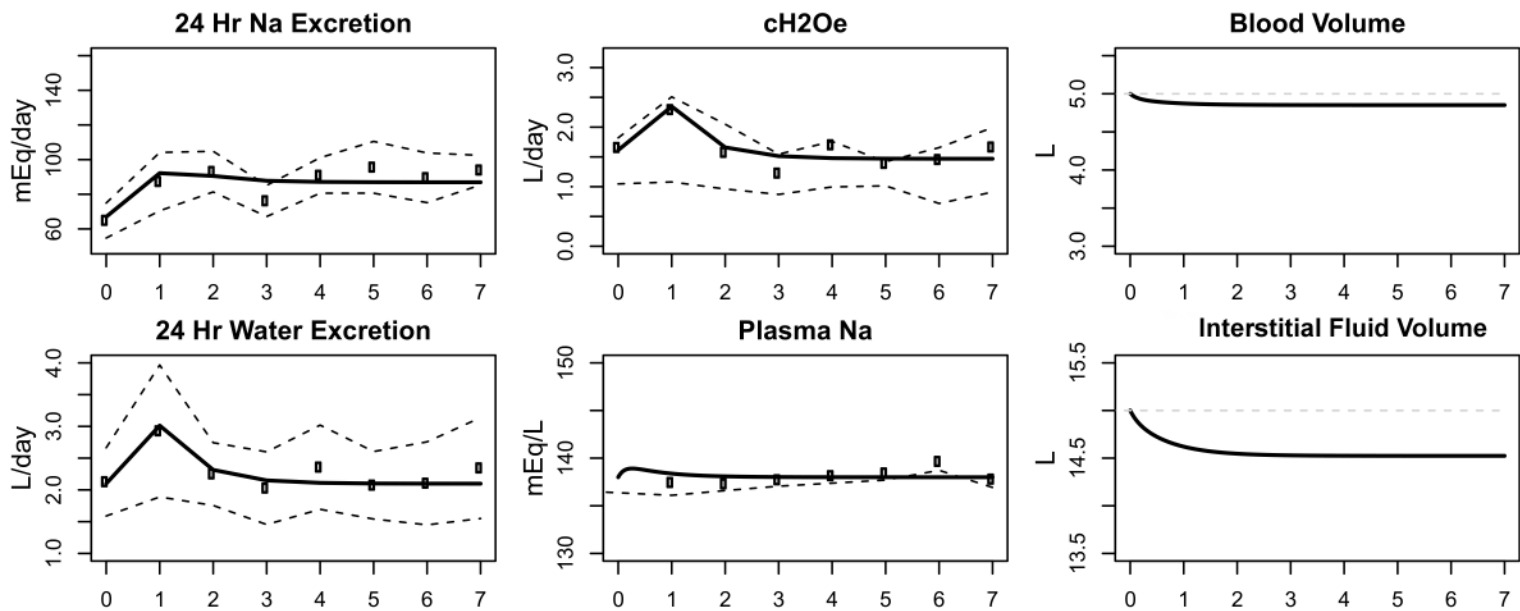 24 Hr Na Excretion
mEq/day
60 100 140
0 1 2 3 4 5 6 7
cH2Oe
L/day
0.0 1.0 2.0 3.0
0 1 2 3 4 5 6 7
Blood Volume
L
3.0 4.0 5.0
0 1 2 3 4 5 6 7
24 Hr Water Excretion
L/day
1.0 2.0 3.0 4.0
0 1 2 3 4 5 6 7
Plasma Na
mEq/L
130 140 150
0 1 2 3 4 5 6 7
Interstitial Fluid Volume
L
13.5 14.5 15.5
0 1 2 3 4 5 6 7